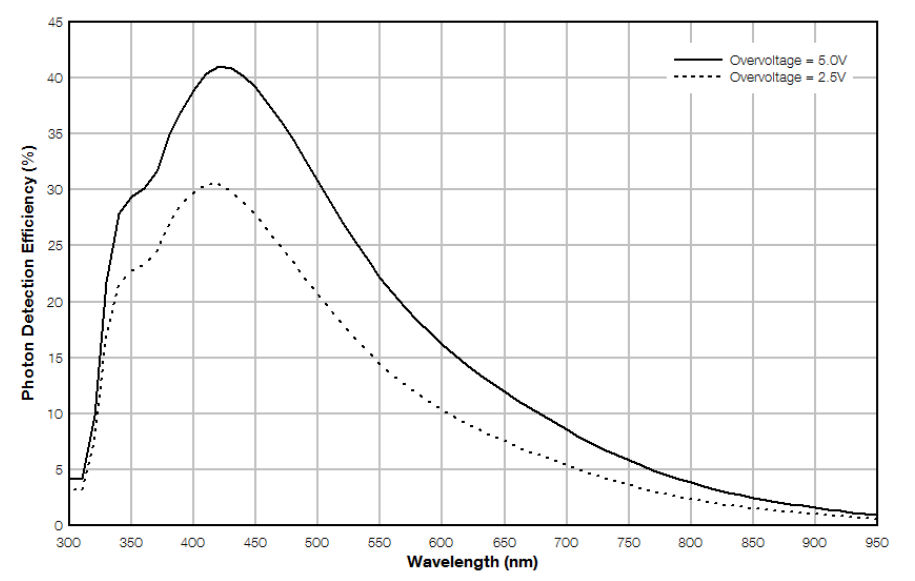 45
40
35
30
25
20
15
10
5
0
Photon Detection Efficiency (%)
Overvoltage = 5.0V
Overvoltage = 2.5V
300 350 400 450 500 550 600 650 700 750 800 850 900 950
Wavelength (nm)